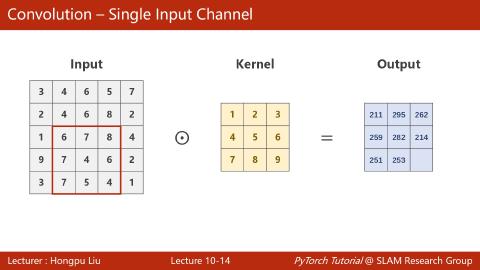 Convolution – Single Input Channel
Input Kernel Output
3 4 6 5 7
2 4 6 8 2
1 6 7 8 4
9 7 4 6 2
3 7 5 4 1
⊙
1 2 3
4 5 6
7 8 9
=
211 295 262
259 282 214
251 253
Lecturer : Hongpu Liu Lecture 10-14 PyTorch Tutorial @ SLAM Research Group